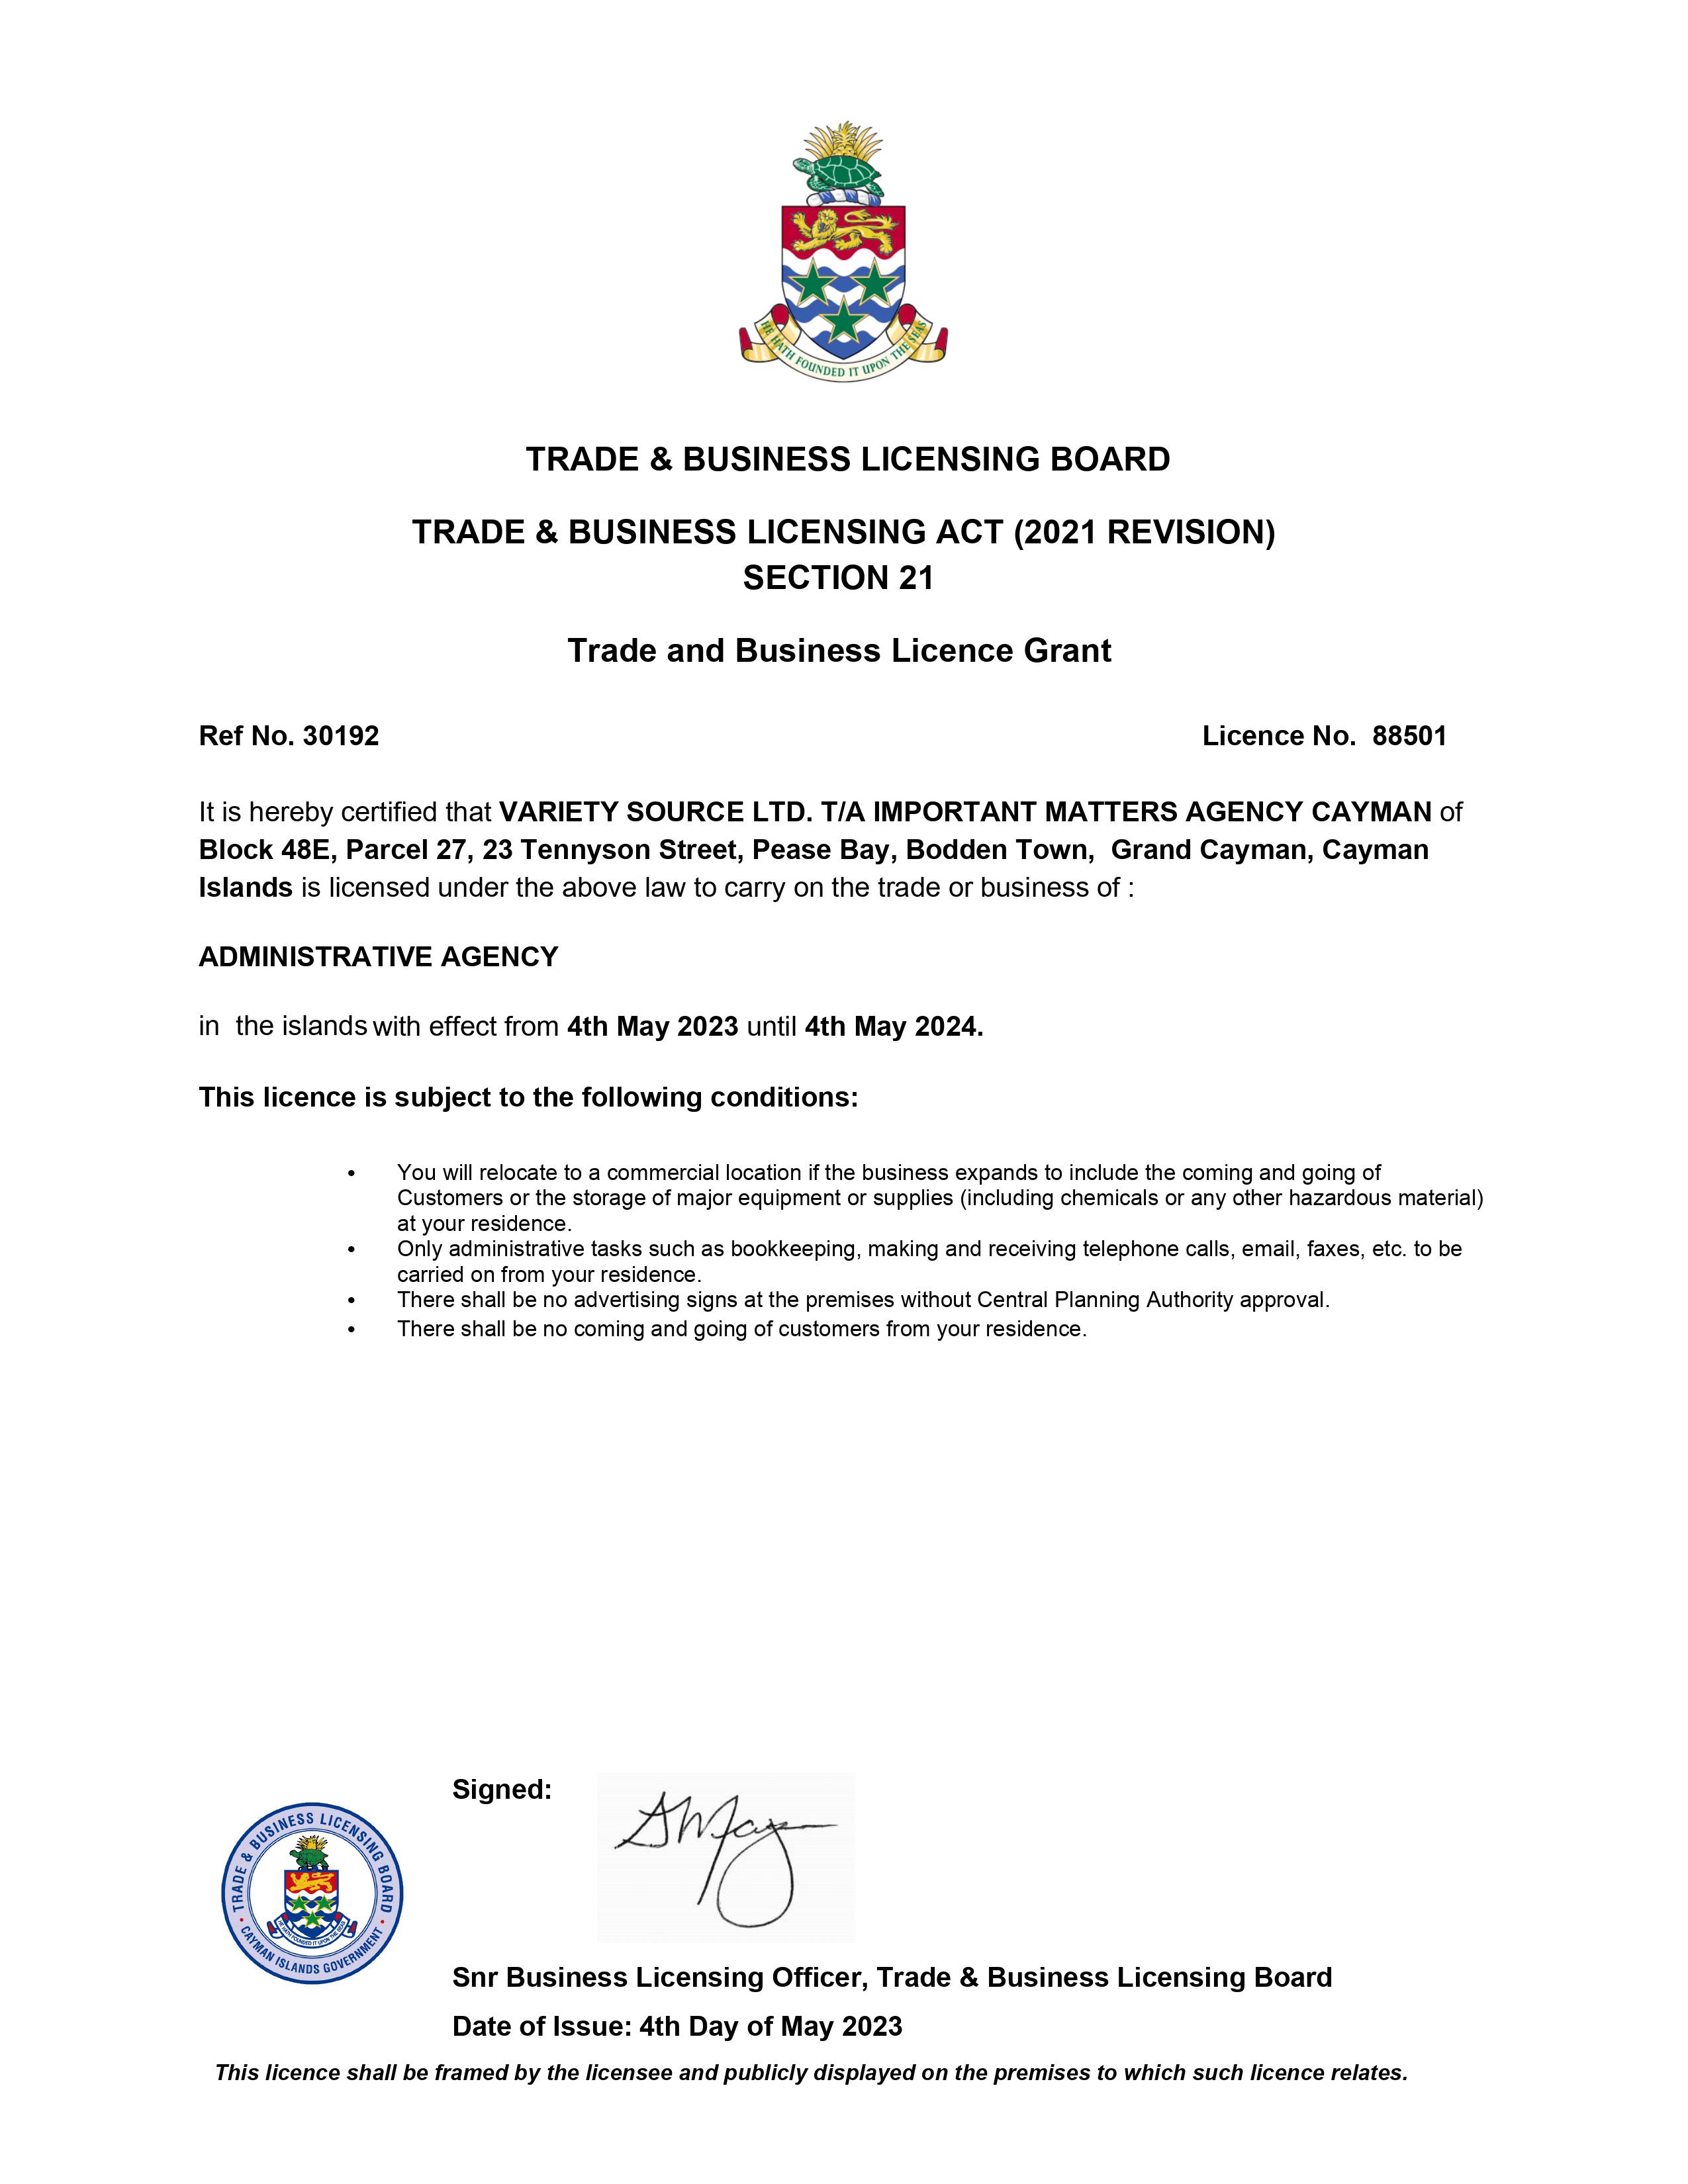 HE HATH FOUNDED IT UPON THE SEAS
TRADE & BUSINESS LICENSING BOARD
TRADE & BUSINESS LICENSING ACT (2021 REVISION)
SECTION 21
Trade and Business Licence Grant
Ref No. 30192 Licence No. 88501
It is hereby certified that VARIETY SOURCE LTD. T/A IMPORTANT MATTERS AGENCY CAYMAN of
Block 48E, Parcel 27, 23 Tennyson Street, Pease Bay, Bodden Town, Grand Cayman, Cayman
Islands is licensed under the above law to carry on the trade or business of :
ADMINISTRATIVE AGENCY
in the islands with effect from 4th May 2023 until 4th May 2024.
This licence is subject to the following conditions:
• You will relocate to a commercial location if the business expands to include the coming and going of
Customers or the storage of major equipment or supplies (including chemicals or any other hazardous material)
at your residence.
• Only administrative tasks such as bookkeeping, making and receiving telephone calls, email, faxes, etc. to be
carried on from your residence.
• There shall be no advertising signs at the premises without Central Planning Authority approval.
• There shall be no coming and going of customers from your residence.
Signed:
TRADE & BUSINESS LICENSING BOARD
CAYMAN ISLANDS GOVERNMENT
HE HATH FOUNDED IT UPON THE SEAS
Snr Business Licensing Officer, Trade & Business Licensing Board
Date of Issue: 4th Day of May 2023
This licence shall be framed by the licensee and publicly displayed on the premises to which such licence relates.